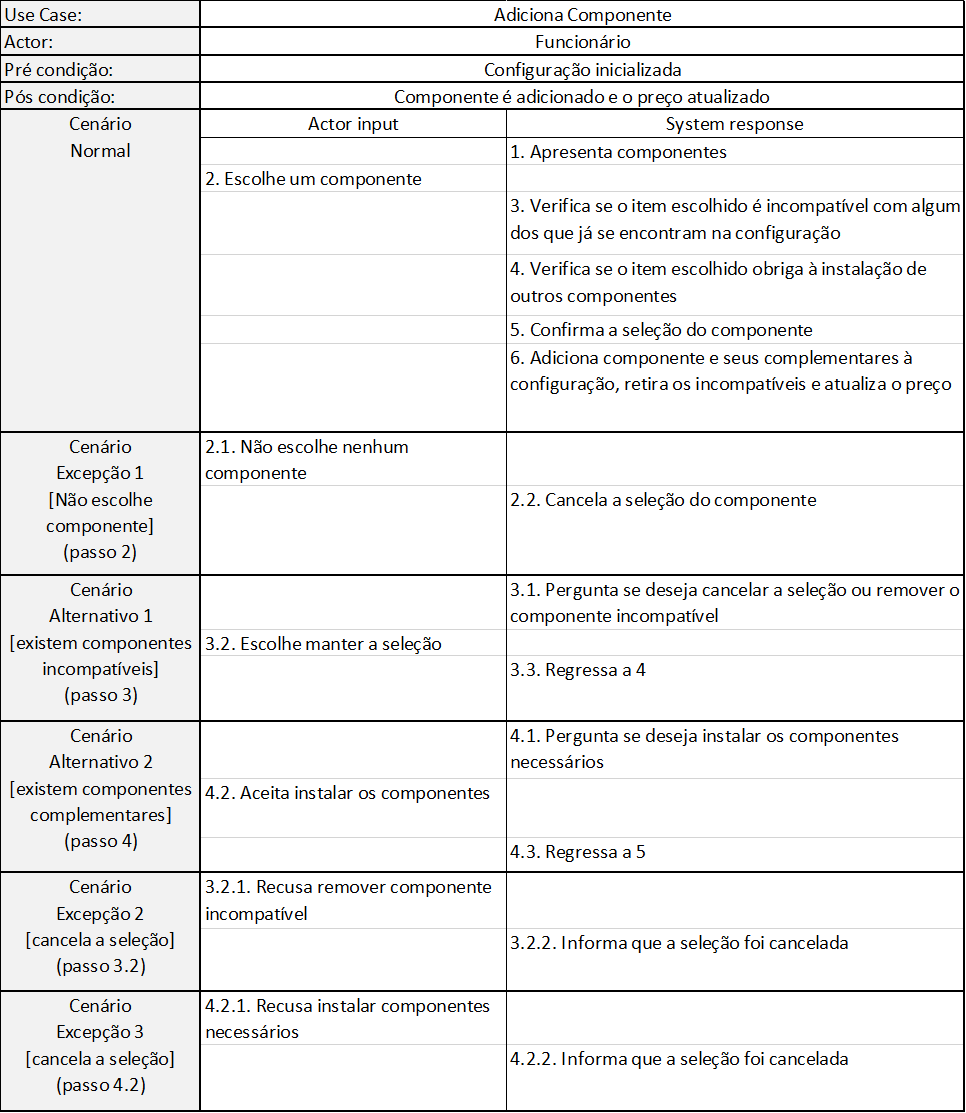 Use Case: Adiciona Componente
Actor: Funcionário
Pré condição: Configuração inicializada
Pós condição: Componente é adicionado e o preço atualizado
Cenário
Normal
Actor input System response
1. Apresenta componentes
2. Escolhe um componente
3. Verifica se o item escolhido é incompatível com algum
dos que já se encontram na configuração
4. Verifica se o item escolhido obriga à instalação de
outros componentes
5. Confirma a seleção do componente
6. Adiciona componente e seus complementares à
configuração, retira os incompatíveis e atualiza o preço
Cenário
Excepção 1
[Não escolhe
componente]
(passo 2)
2.1. Não escolhe nenhum
componente
2.2. Cancela a seleção do componente
Cenário
Alternativo 1
[existem componentes
incompatíveis]
(passo 3)
3.1. Pergunta se deseja cancelar a seleção ou remover o
componente incompatível
3.2. Escolhe manter a seleção
3.3. Regressa a 4
Cenário
Alternativo 2
[existem componentes
complementares]
(passo 4)
4.1. Pergunta se deseja instalar os componentes
necessários
4.2. Aceita instalar os componentes
4.3. Regressa a 5
Cenário
Excepção 2
[cancela a seleção]
(passo 3.2)
3.2.1. Recusa remover componente
incompatível
3.2.2. Informa que a seleção foi cancelada
Cenário
Excepção 3
[cancela a seleção]
(passo 4.2)
4.2.1. Recusa instalar componentes
necessários
4.2.2. Informa que a seleção foi cancelada